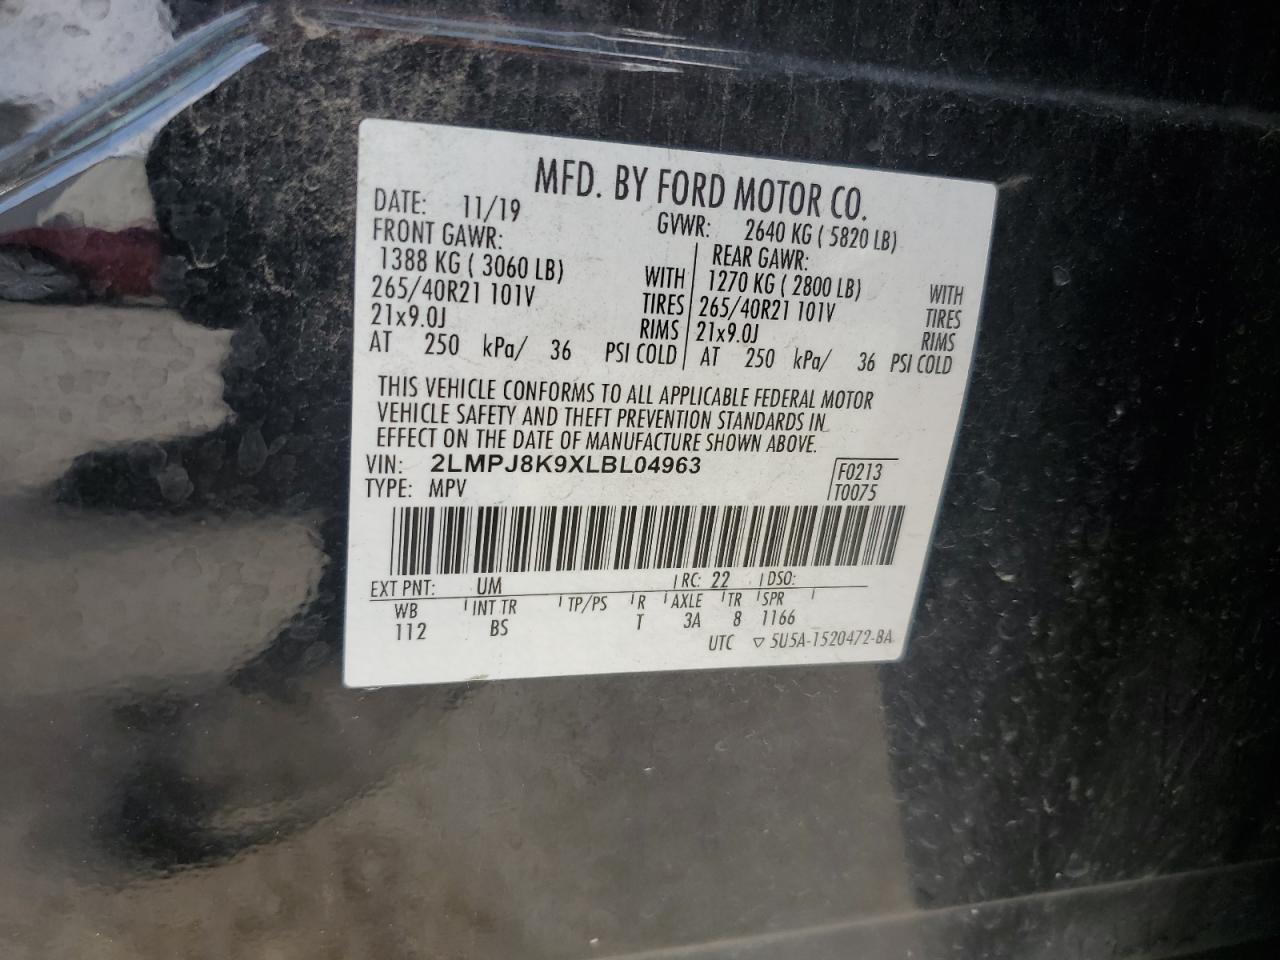 MFD. BY FORD MOTOR CO.
DATE: 11/19 GVWR: 2640 KG ( 5820 LB)
FRONT GAWR: REAR GAWR:
1388 KG ( 3060 LB) WITH 1270 KG ( 2800 LB) WITH
265/40R21 101V TIRES 265/40R21 101V TIRES
21x9.0J RIMS 21x9.0J RIMS
AT 250 kPa/ 36 PSI COLD AT 250 kPa/ 36 PSI COLD
THIS VEHICLE CONFORMS TO ALL APPLICABLE FEDERAL MOTOR
VEHICLE SAFETY AND THEFT PREVENTION STANDARDS IN
EFFECT ON THE DATE OF MANUFACTURE SHOWN ABOVE.
VIN: 2LMPJ8K9XLBL04963 F0213
TYPE: MPV T0075
EXT PNT: UM RC: 22 DSO:
WB INT TR TP/PS R AXLE TR SPR
112 BS T 3A 8 1166
UTC ▽ 5U5A-1520472-BA